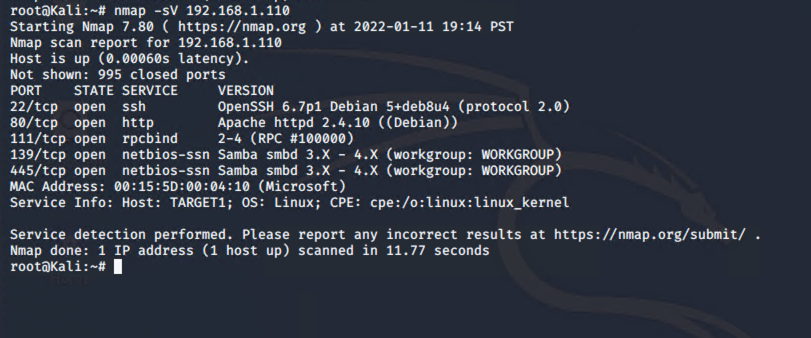 root@Kali:~# nmap -sV 192.168.1.110
Starting Nmap 7.80 ( https://nmap.org ) at 2022-01-11 19:14 PST
Nmap scan report for 192.168.1.110
Host is up (0.00060s latency).
Not shown: 995 closed ports
PORT    STATE SERVICE     VERSION
22/tcp  open  ssh         OpenSSH 6.7p1 Debian 5+deb8u4 (protocol 2.0)
80/tcp  open  http        Apache httpd 2.4.10 ((Debian))
111/tcp open  rpcbind     2-4 (RPC #100000)
139/tcp open  netbios-ssn Samba smbd 3.X - 4.X (workgroup: WORKGROUP)
445/tcp open  netbios-ssn Samba smbd 3.X - 4.X (workgroup: WORKGROUP)
MAC Address: 00:15:5D:00:04:10 (Microsoft)
Service Info: Host: TARGET1; OS: Linux; CPE: cpe:/o:linux:linux_kernel

Service detection performed. Please report any incorrect results at https://nmap.org/submit/ .
Nmap done: 1 IP address (1 host up) scanned in 11.77 seconds
root@Kali:~#